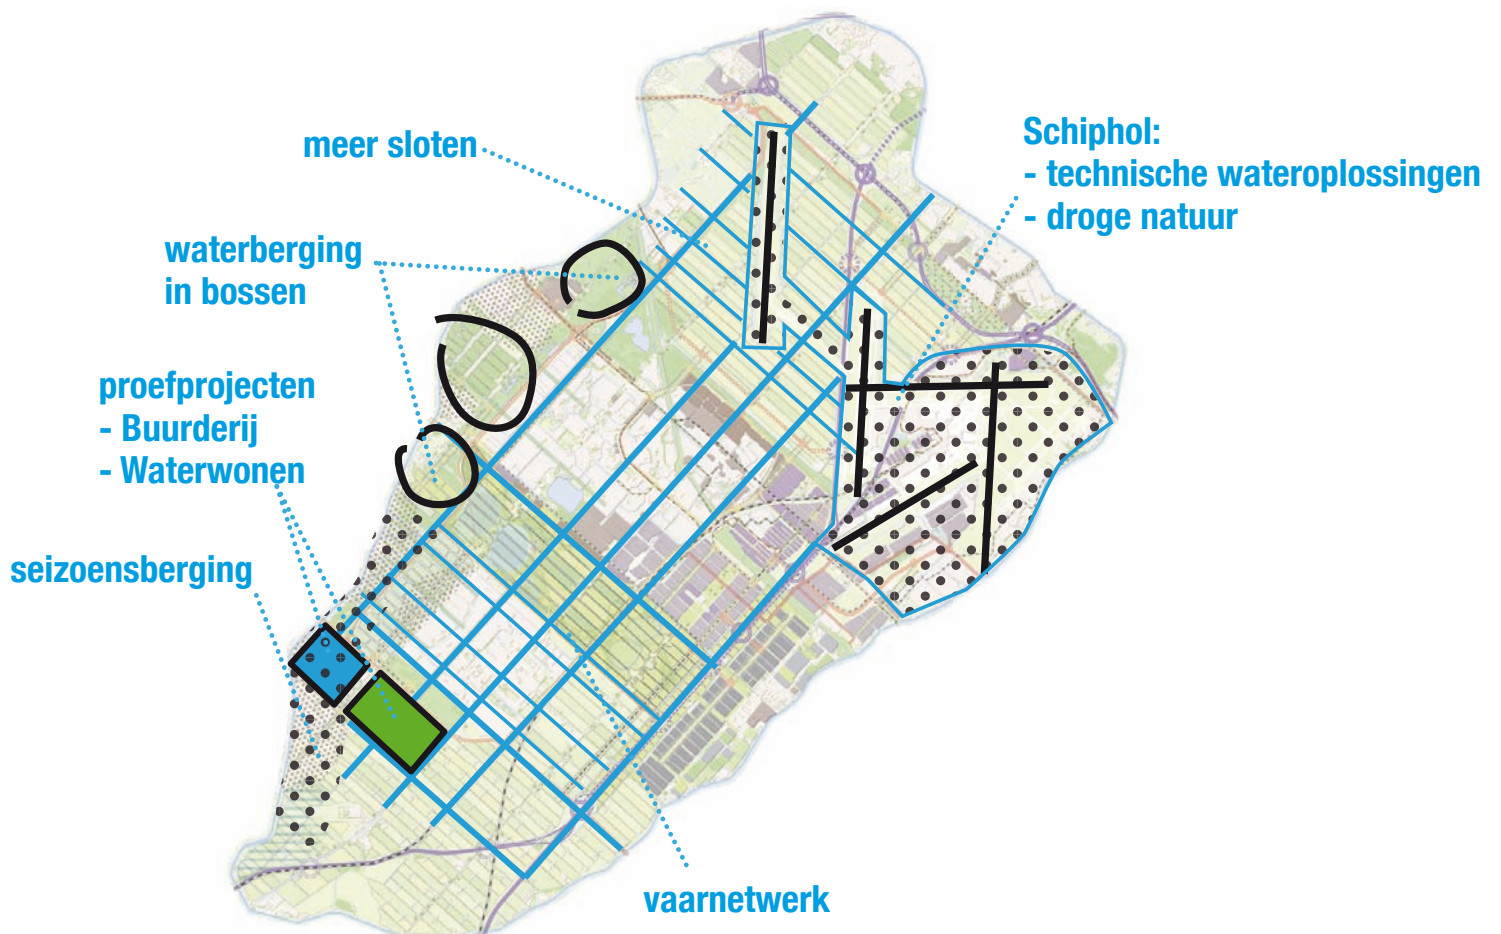 meer sloten
Schiphol:
- technische wateroplossingen
- droge natuur
waterberging
in bossen
proefprojecten
- Buurderij
- Waterwonen
seizoensberging
vaarnetwerk